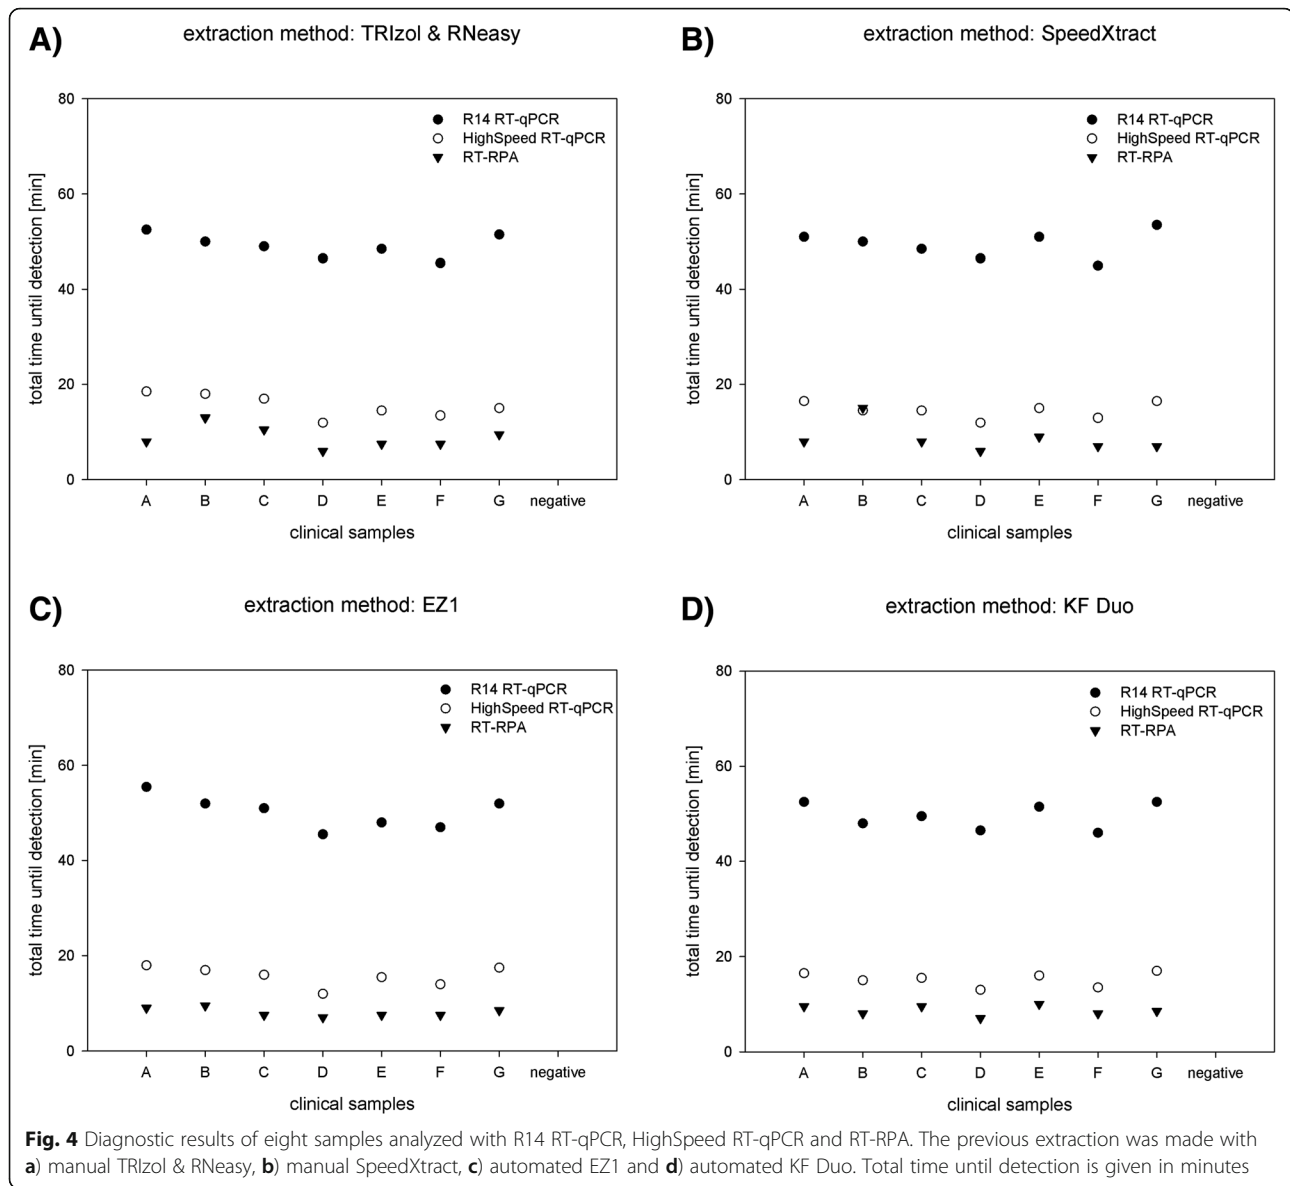 A)
extraction method: TRIzol & RNeasy
80
60
40
20
0
total time until detection [min]
R14 RT-qPCR
HighSpeed RT-qPCR
RT-RPA
A B C D E F G negative
clinical samples
B)
extraction method: SpeedXtract
80
60
40
20
0
total time until detection [min]
R14 RT-qPCR
HighSpeed RT-qPCR
RT-RPA
A B C D E F G negative
clinical samples
C)
extraction method: EZ1
80
60
40
20
0
total time until detection [min]
R14 RT-qPCR
HighSpeed RT-qPCR
RT-RPA
A B C D E F G negative
clinical samples
D)
extraction method: KF Duo
80
60
40
20
0
total time until detection [min]
R14 RT-qPCR
HighSpeed RT-qPCR
RT-RPA
A B C D E F G negative
clinical samples
Fig. 4 Diagnostic results of eight samples analyzed with R14 RT-qPCR, HighSpeed RT-qPCR and RT-RPA. The previous extraction was made with
a) manual TRIzol & RNeasy, b) manual SpeedXtract, c) automated EZ1 and d) automated KF Duo. Total time until detection is given in minutes